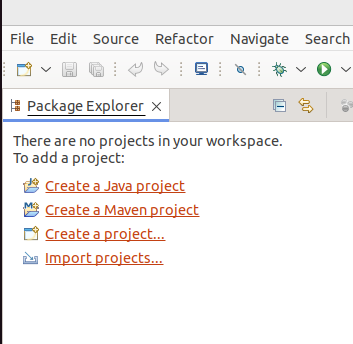 File Edit Source Refactor Navigate Search
Package Explorer
There are no projects in your workspace.
To add a project:
Create a Java project
Create a Maven project
Create a project...
Import projects...